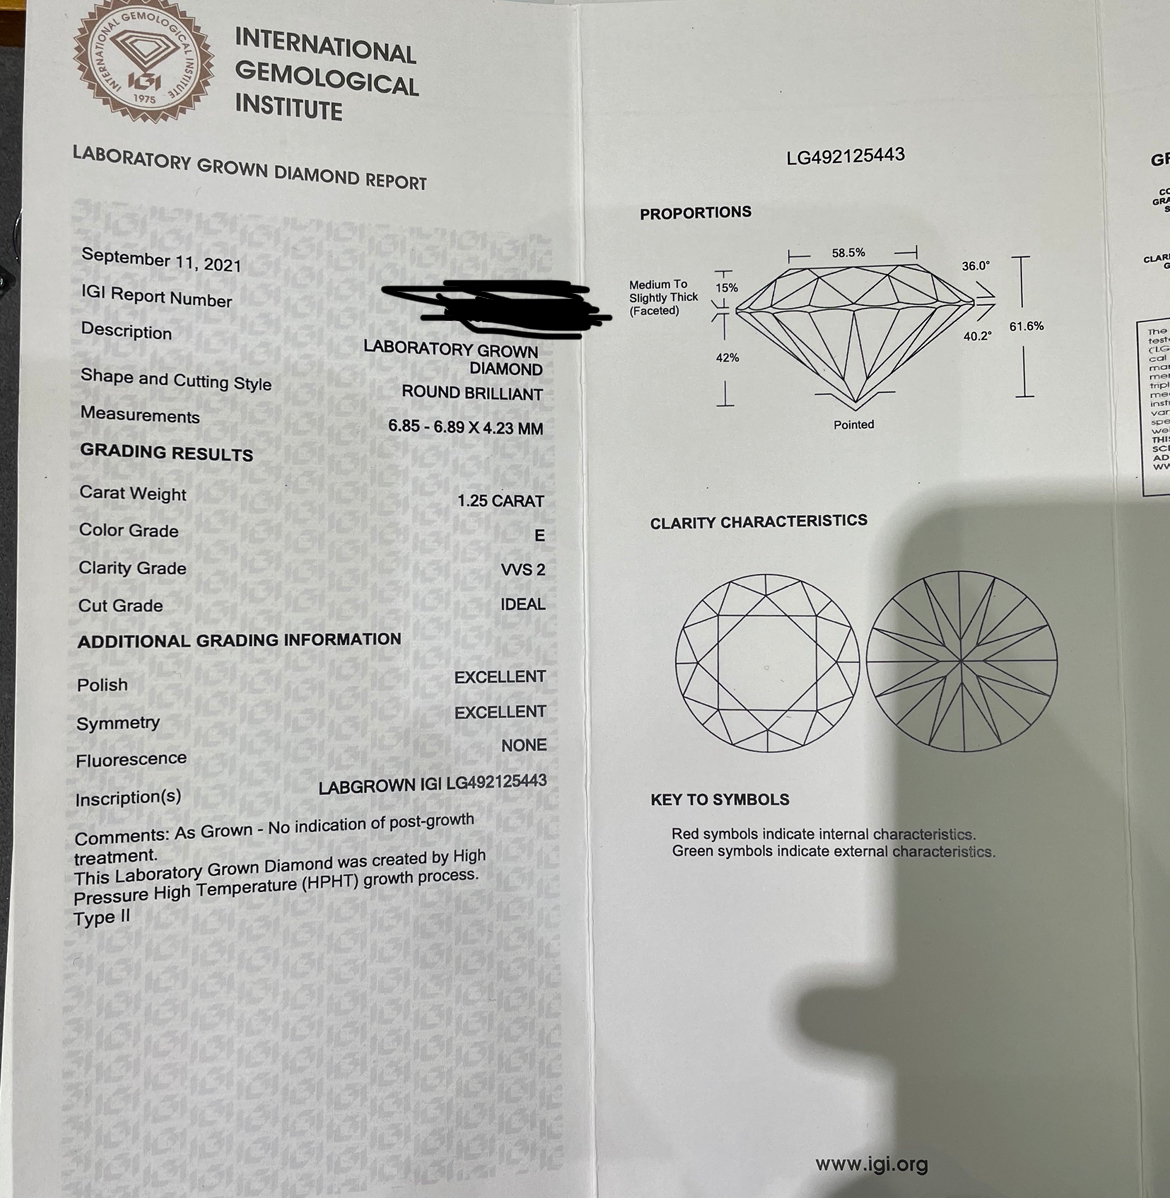 INTERNATIONAL GEMOLOGICAL INSTITUTE
IGI
1975
INTERNATIONAL
GEMOLOGICAL
INSTITUTE
LABORATORY GROWN DIAMOND REPORT
September 11, 2021
IGI Report Number
Description LABORATORY GROWN
DIAMOND
Shape and Cutting Style ROUND BRILLIANT
Measurements 6.85 - 6.89 X 4.23 MM
GRADING RESULTS
Carat Weight 1.25 CARAT
Color Grade E
Clarity Grade VVS 2
Cut Grade IDEAL
ADDITIONAL GRADING INFORMATION
Polish EXCELLENT
Symmetry EXCELLENT
Fluorescence NONE
Inscription(s) LABGROWN IGI LG492125443
Comments: As Grown - No indication of post-growth
treatment.
This Laboratory Grown Diamond was created by High
Pressure High Temperature (HPHT) growth process.
Type II
LG492125443
PROPORTIONS
58.5%
36.0°
Medium To
Slightly Thick
(Faceted)
15%
61.6%
40.2°
42%
Pointed
CLARITY CHARACTERISTICS
KEY TO SYMBOLS
Red symbols indicate internal characteristics.
Green symbols indicate external characteristics.
www.igi.org